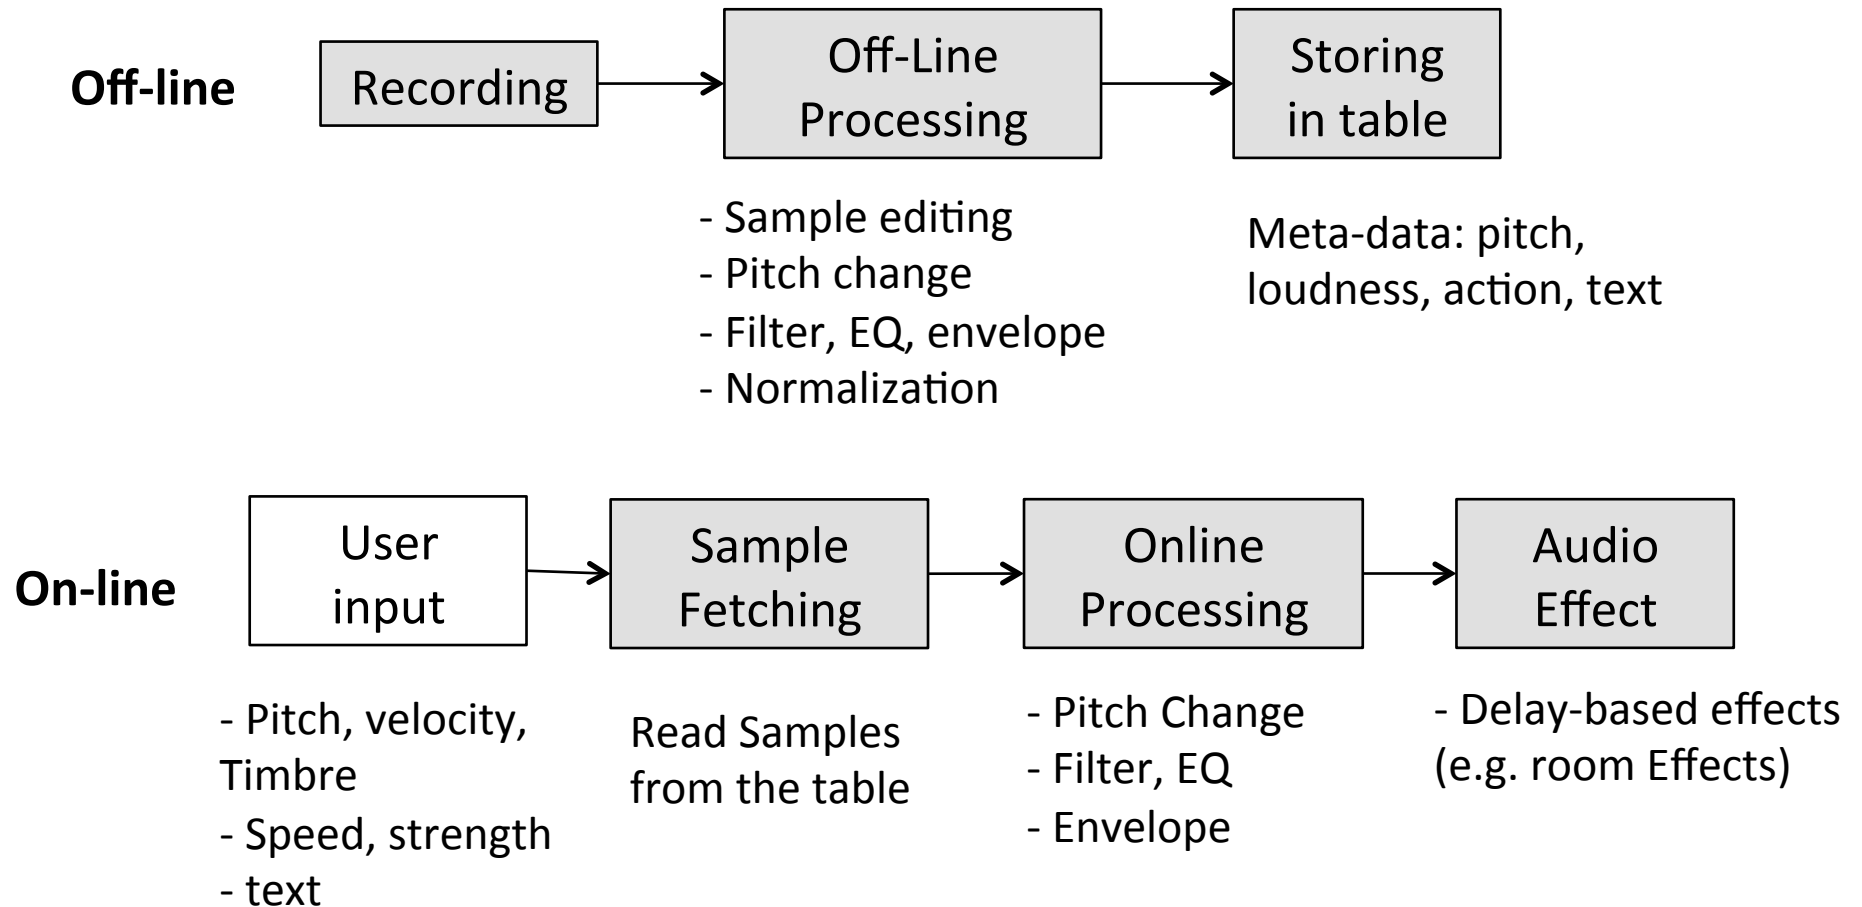 Off-line
Recording
Off-Line
Processing
Storing
in table
- Sample editing
- Pitch change
- Filter, EQ, envelope
- Normalization
Meta-data: pitch,
loudness, action, text
On-line
User
input
Sample
Fetching
Online
Processing
Audio
Effect
- Pitch, velocity,
Timbre
- Speed, strength
- text
Read Samples
from the table
- Pitch Change
- Filter, EQ
- Envelope
- Delay-based effects
(e.g. room Effects)